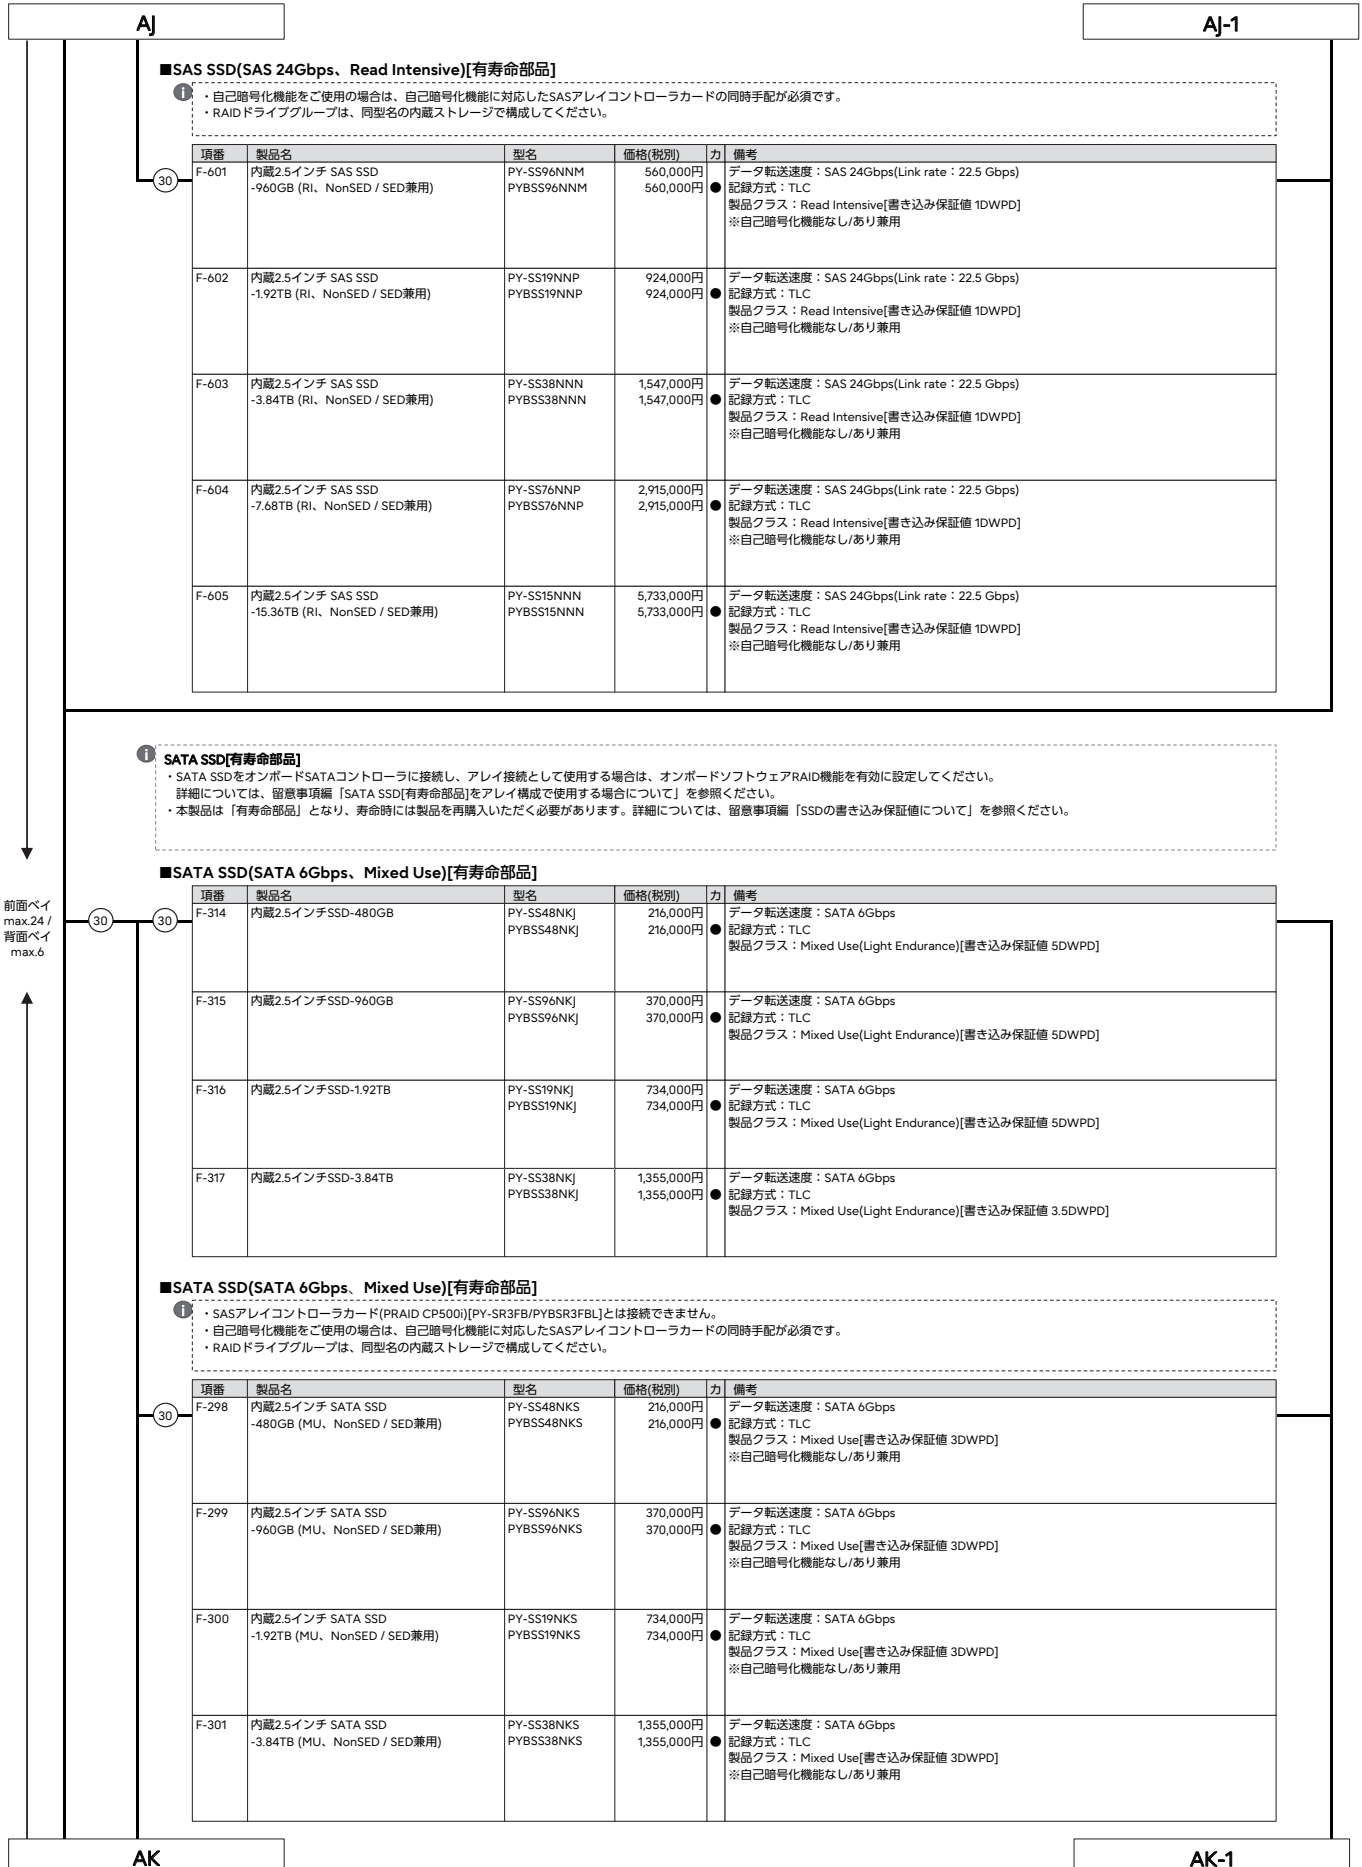 AJ
AJ-1
■SAS SSD(SAS 24Gbps、Read Intensive)[有寿命部品]
・自己暗号化機能をご使用の場合は、自己暗号化機能に対応したSASアレイコントローラカードの同時手配が必須です。
・RAIDドライブグループは、同型名の内蔵ストレージで構成してください。
項番 製品名 型名 価格(税別) カ 備考
30
F-601 内蔵2.5インチ SAS SSD PY-SS96NNM 560,000円 データ転送速度：SAS 24Gbps(Link rate：22.5 Gbps)
-960GB (RI、NonSED / SED兼用) PYBSS96NNM 560,000円 ● 記録方式：TLC
製品クラス：Read Intensive[書き込み保証値 1DWPD]
※自己暗号化機能なし/あり兼用
F-602 内蔵2.5インチ SAS SSD PY-SS19NNP 924,000円 データ転送速度：SAS 24Gbps(Link rate：22.5 Gbps)
-1.92TB (RI、NonSED / SED兼用) PYBSS19NNP 924,000円 ● 記録方式：TLC
製品クラス：Read Intensive[書き込み保証値 1DWPD]
※自己暗号化機能なし/あり兼用
F-603 内蔵2.5インチ SAS SSD PY-SS38NNN 1,547,000円 データ転送速度：SAS 24Gbps(Link rate：22.5 Gbps)
-3.84TB (RI、NonSED / SED兼用) PYBSS38NNN 1,547,000円 ● 記録方式：TLC
製品クラス：Read Intensive[書き込み保証値 1DWPD]
※自己暗号化機能なし/あり兼用
F-604 内蔵2.5インチ SAS SSD PY-SS76NNP 2,915,000円 データ転送速度：SAS 24Gbps(Link rate：22.5 Gbps)
-7.68TB (RI、NonSED / SED兼用) PYBSS76NNP 2,915,000円 ● 記録方式：TLC
製品クラス：Read Intensive[書き込み保証値 1DWPD]
※自己暗号化機能なし/あり兼用
F-605 内蔵2.5インチ SAS SSD PY-SS15NNN 5,733,000円 データ転送速度：SAS 24Gbps(Link rate：22.5 Gbps)
-15.36TB (RI、NonSED / SED兼用) PYBSS15NNN 5,733,000円 ● 記録方式：TLC
製品クラス：Read Intensive[書き込み保証値 1DWPD]
※自己暗号化機能なし/あり兼用
SATA SSD[有寿命部品]
・SATA SSDをオンボードSATAコントローラに接続し、アレイ接続として使用する場合は、オンボードソフトウェアRAID機能を有効に設定してください。
詳細については、留意事項編「SATA SSD[有寿命部品]をアレイ構成で使用する場合について」を参照ください。
・本製品は「有寿命部品」となり、寿命時には製品を再購入いただく必要があります。詳細については、留意事項編「SSDの書き込み保証値について」を参照ください。
■SATA SSD(SATA 6Gbps、Mixed Use)[有寿命部品]
前面ベイ
max.24 /
背面ベイ
max.6
30
30
項番 製品名 型名 価格(税別) カ 備考
F-314 内蔵2.5インチSSD-480GB PY-SS48NKJ 216,000円 データ転送速度：SATA 6Gbps
PYBSS48NKJ 216,000円 ● 記録方式：TLC
製品クラス：Mixed Use(Light Endurance)[書き込み保証値 5DWPD]
F-315 内蔵2.5インチSSD-960GB PY-SS96NKJ 370,000円 データ転送速度：SATA 6Gbps
PYBSS96NKJ 370,000円 ● 記録方式：TLC
製品クラス：Mixed Use(Light Endurance)[書き込み保証値 5DWPD]
F-316 内蔵2.5インチSSD-1.92TB PY-SS19NKJ 734,000円 データ転送速度：SATA 6Gbps
PYBSS19NKJ 734,000円 ● 記録方式：TLC
製品クラス：Mixed Use(Light Endurance)[書き込み保証値 5DWPD]
F-317 内蔵2.5インチSSD-3.84TB PY-SS38NKJ 1,355,000円 データ転送速度：SATA 6Gbps
PYBSS38NKJ 1,355,000円 ● 記録方式：TLC
製品クラス：Mixed Use(Light Endurance)[書き込み保証値 3.5DWPD]
■SATA SSD(SATA 6Gbps、Mixed Use)[有寿命部品]
・SASアレイコントローラカード(PRAID CP500i)[PY-SR3FB/PYBSR3FBL]とは接続できません。
・自己暗号化機能をご使用の場合は、自己暗号化機能に対応したSASアレイコントローラカードの同時手配が必須です。
・RAIDドライブグループは、同型名の内蔵ストレージで構成してください。
項番 製品名 型名 価格(税別) カ 備考
30
F-298 内蔵2.5インチ SATA SSD PY-SS48NKS 216,000円 データ転送速度：SATA 6Gbps
-480GB (MU、NonSED / SED兼用) PYBSS48NKS 216,000円 ● 記録方式：TLC
製品クラス：Mixed Use[書き込み保証値 3DWPD]
※自己暗号化機能なし/あり兼用
F-299 内蔵2.5インチ SATA SSD PY-SS96NKS 370,000円 データ転送速度：SATA 6Gbps
-960GB (MU、NonSED / SED兼用) PYBSS96NKS 370,000円 ● 記録方式：TLC
製品クラス：Mixed Use[書き込み保証値 3DWPD]
※自己暗号化機能なし/あり兼用
F-300 内蔵2.5インチ SATA SSD PY-SS19NKS 734,000円 データ転送速度：SATA 6Gbps
-1.92TB (MU、NonSED / SED兼用) PYBSS19NKS 734,000円 ● 記録方式：TLC
製品クラス：Mixed Use[書き込み保証値 3DWPD]
※自己暗号化機能なし/あり兼用
F-301 内蔵2.5インチ SATA SSD PY-SS38NKS 1,355,000円 データ転送速度：SATA 6Gbps
-3.84TB (MU、NonSED / SED兼用) PYBSS38NKS 1,355,000円 ● 記録方式：TLC
製品クラス：Mixed Use[書き込み保証値 3DWPD]
※自己暗号化機能なし/あり兼用
AK
AK-1